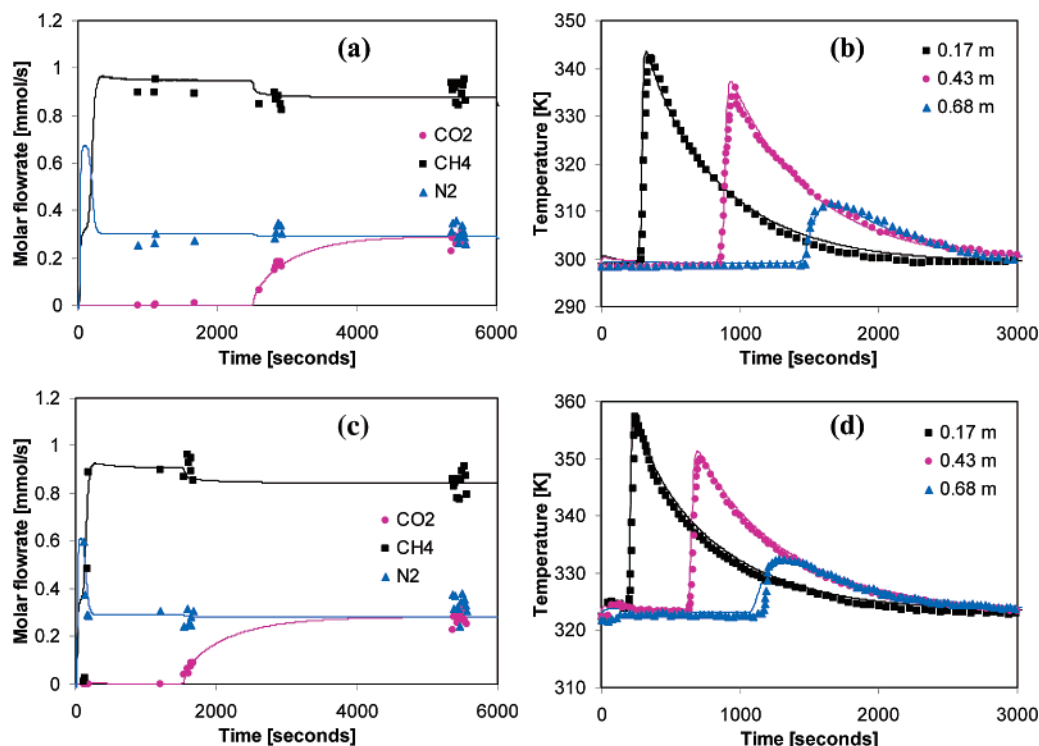 (a)
Molar flowrate [mmol/s]
1.2
1
0.8
0.6
0.4
0.2
0
CO2
CH4
N2
0 2000 4000 6000
Time [seconds]
(b)
Temperature [K]
350
340
330
320
310
300
290
0.17 m
0.43 m
0.68 m
0 1000 2000 3000
Time [seconds]
(c)
Molar flowrate [mmol/s]
1.2
1
0.8
0.6
0.4
0.2
0
CO2
CH4
N2
0 2000 4000 6000
Time [seconds]
(d)
Temperature [K]
360
350
340
330
320
310
0.17 m
0.43 m
0.68 m
0 1000 2000 3000
Time [seconds]